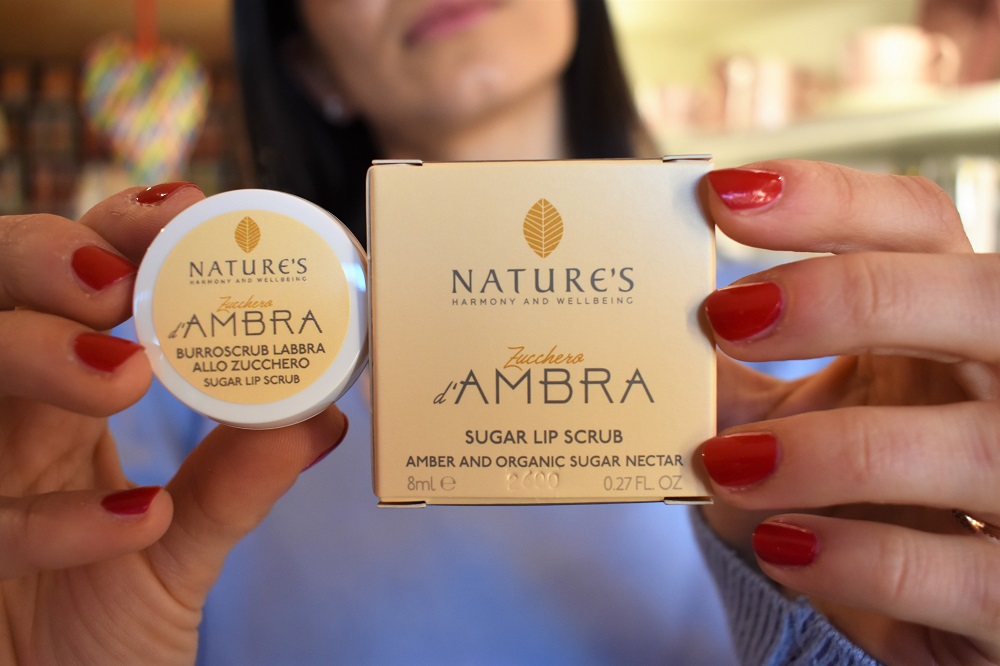 NATURE'S
HARMONY AND WELLBEING
Zucchero
d'AMBRA
BURROSCRUB LABBRA
ALLO ZUCCHERO
SUGAR LIP SCRUB
NATURE'S
HARMONY AND WELLBEING
Zucchero
d'AMBRA
SUGAR LIP SCRUB
AMBER AND ORGANIC SUGAR NECTAR
8ml ℮ 0.27 FL. OZ